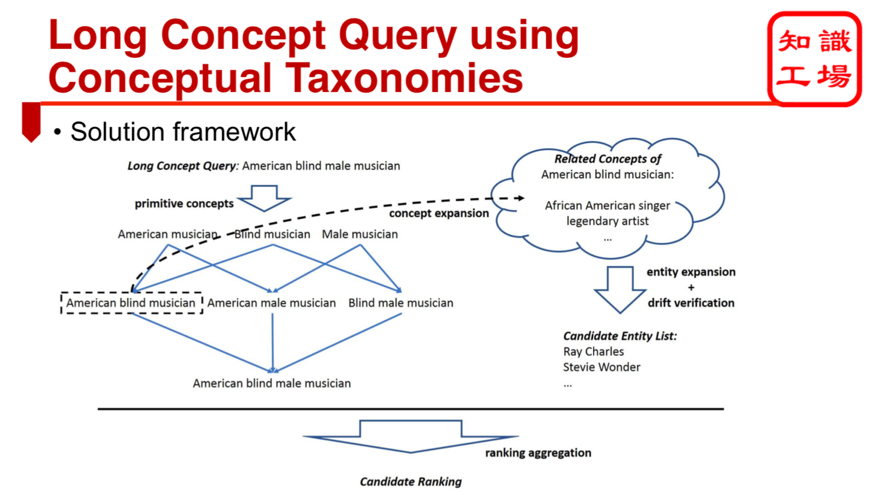 Long Concept Query using
Conceptual Taxonomies
知識
工場
• Solution framework
Long Concept Query: American blind male musician
primitive concepts
concept expansion
American musician Blind musician Male musician
American blind musician American male musician Blind male musician
American blind male musician
Related Concepts of
American blind musician:
African American singer
legendary artist
...
entity expansion
+
drift verification
Candidate Entity List:
Ray Charles
Stevie Wonder
...
ranking aggregation
Candidate Ranking